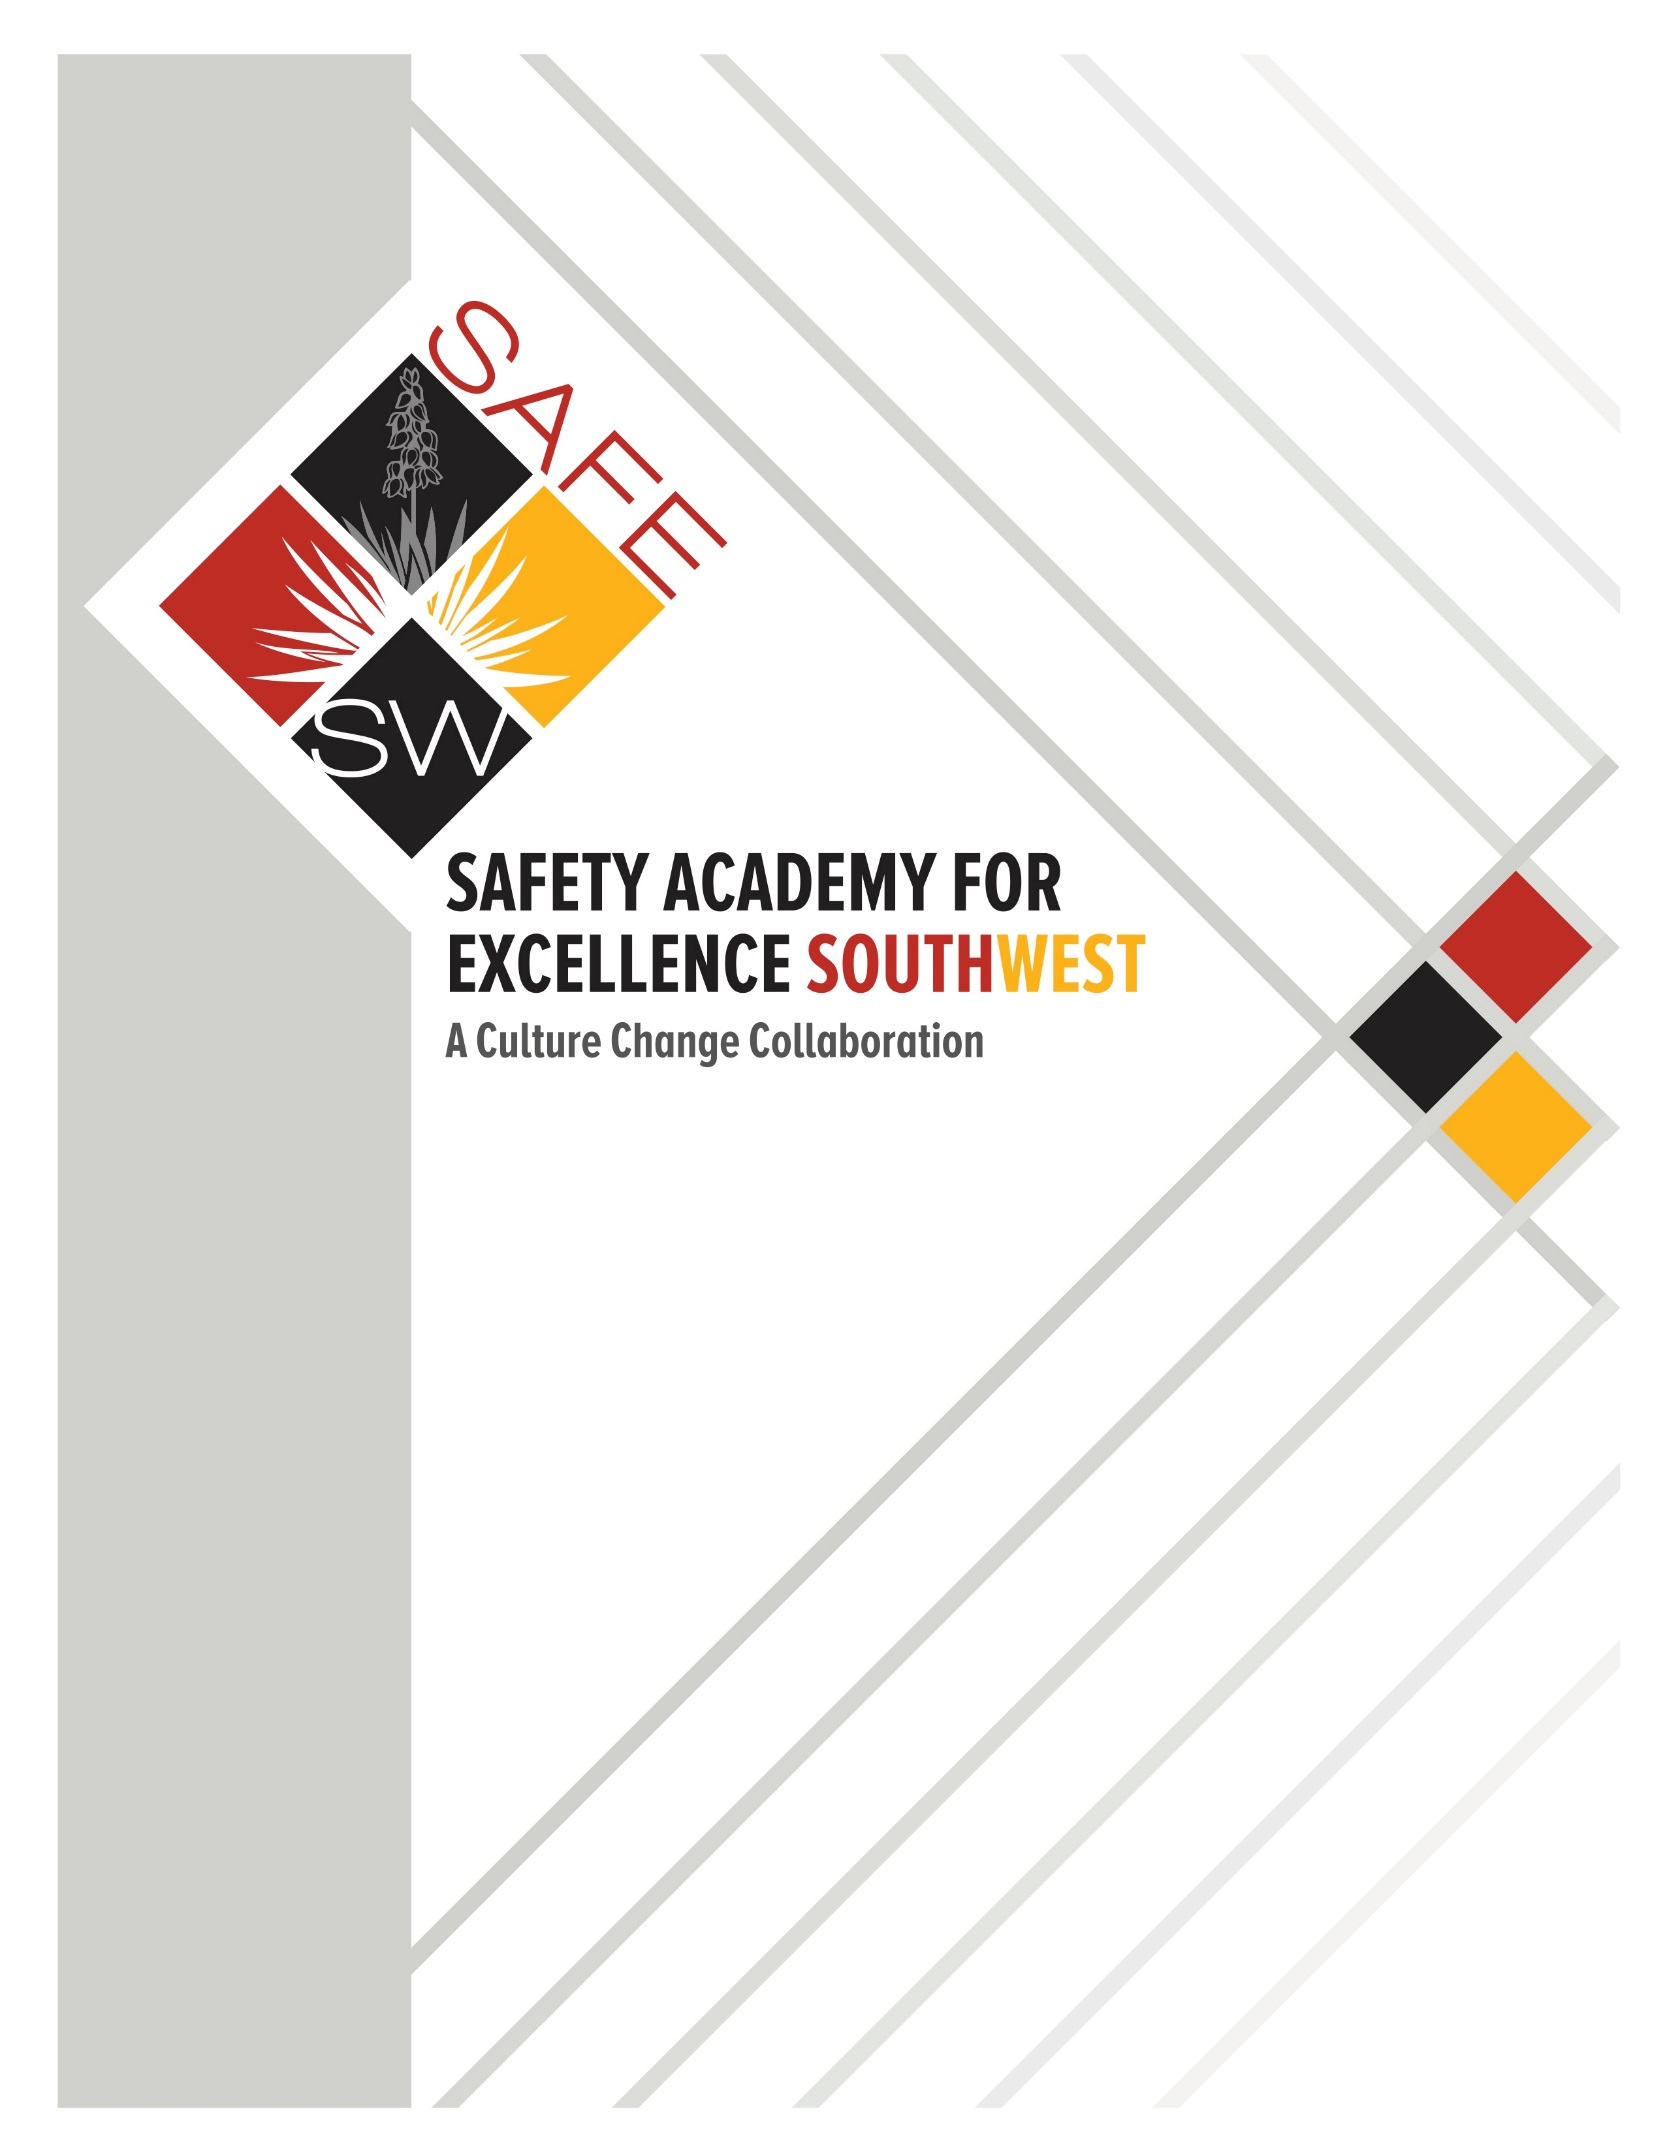 SAFE
SW
SAFETY ACADEMY FOR
EXCELLENCE SOUTHWEST
A Culture Change Collaboration